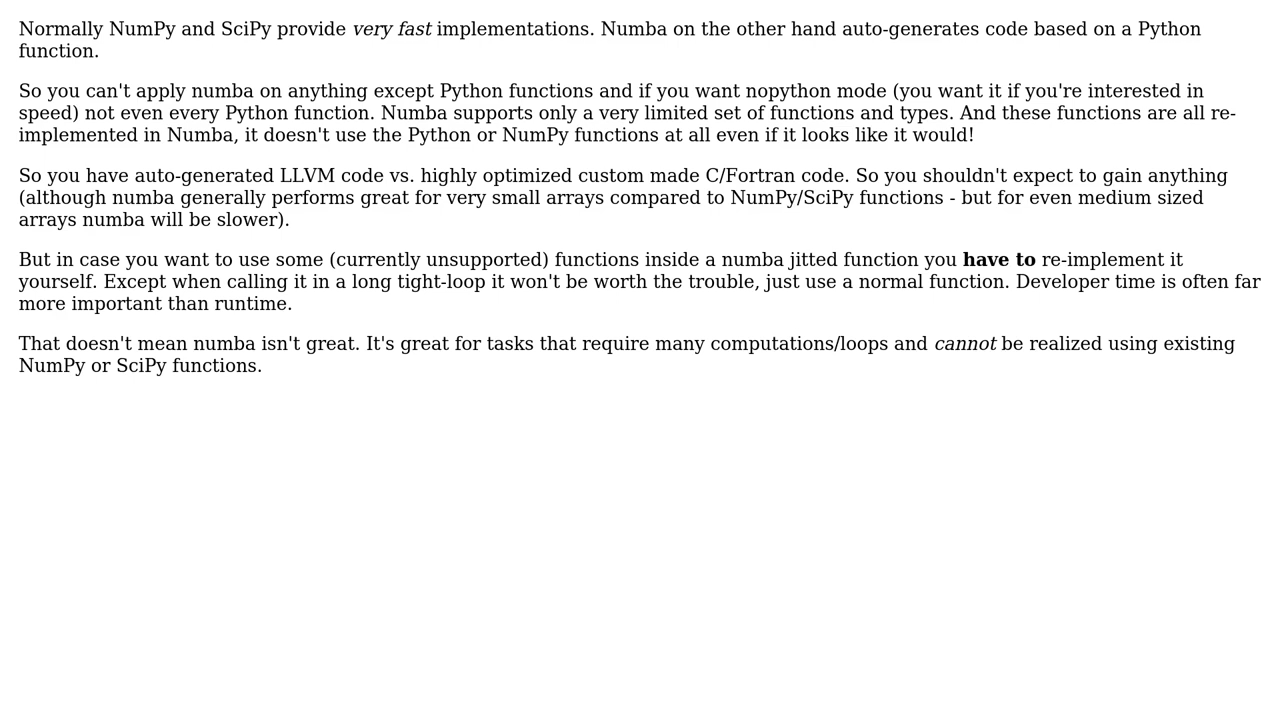 Normally NumPy and SciPy provide very fast implementations. Numba on the other hand auto-generates code based on a Python
function.
So you can't apply numba on anything except Python functions and if you want nopython mode (you want it if you're interested in
speed) not even every Python function. Numba supports only a very limited set of functions and types. And these functions are all re-
implemented in Numba, it doesn't use the Python or NumPy functions at all even if it looks like it would!
So you have auto-generated LLVM code vs. highly optimized custom made C/Fortran code. So you shouldn't expect to gain anything
(although numba generally performs great for very small arrays compared to NumPy/SciPy functions - but for even medium sized
arrays numba will be slower).
But in case you want to use some (currently unsupported) functions inside a numba jitted function you have to re-implement it
yourself. Except when calling it in a long tight-loop it won't be worth the trouble, just use a normal function. Developer time is often far
more important than runtime.
That doesn't mean numba isn't great. It's great for tasks that require many computations/loops and cannot be realized using existing
NumPy or SciPy functions.